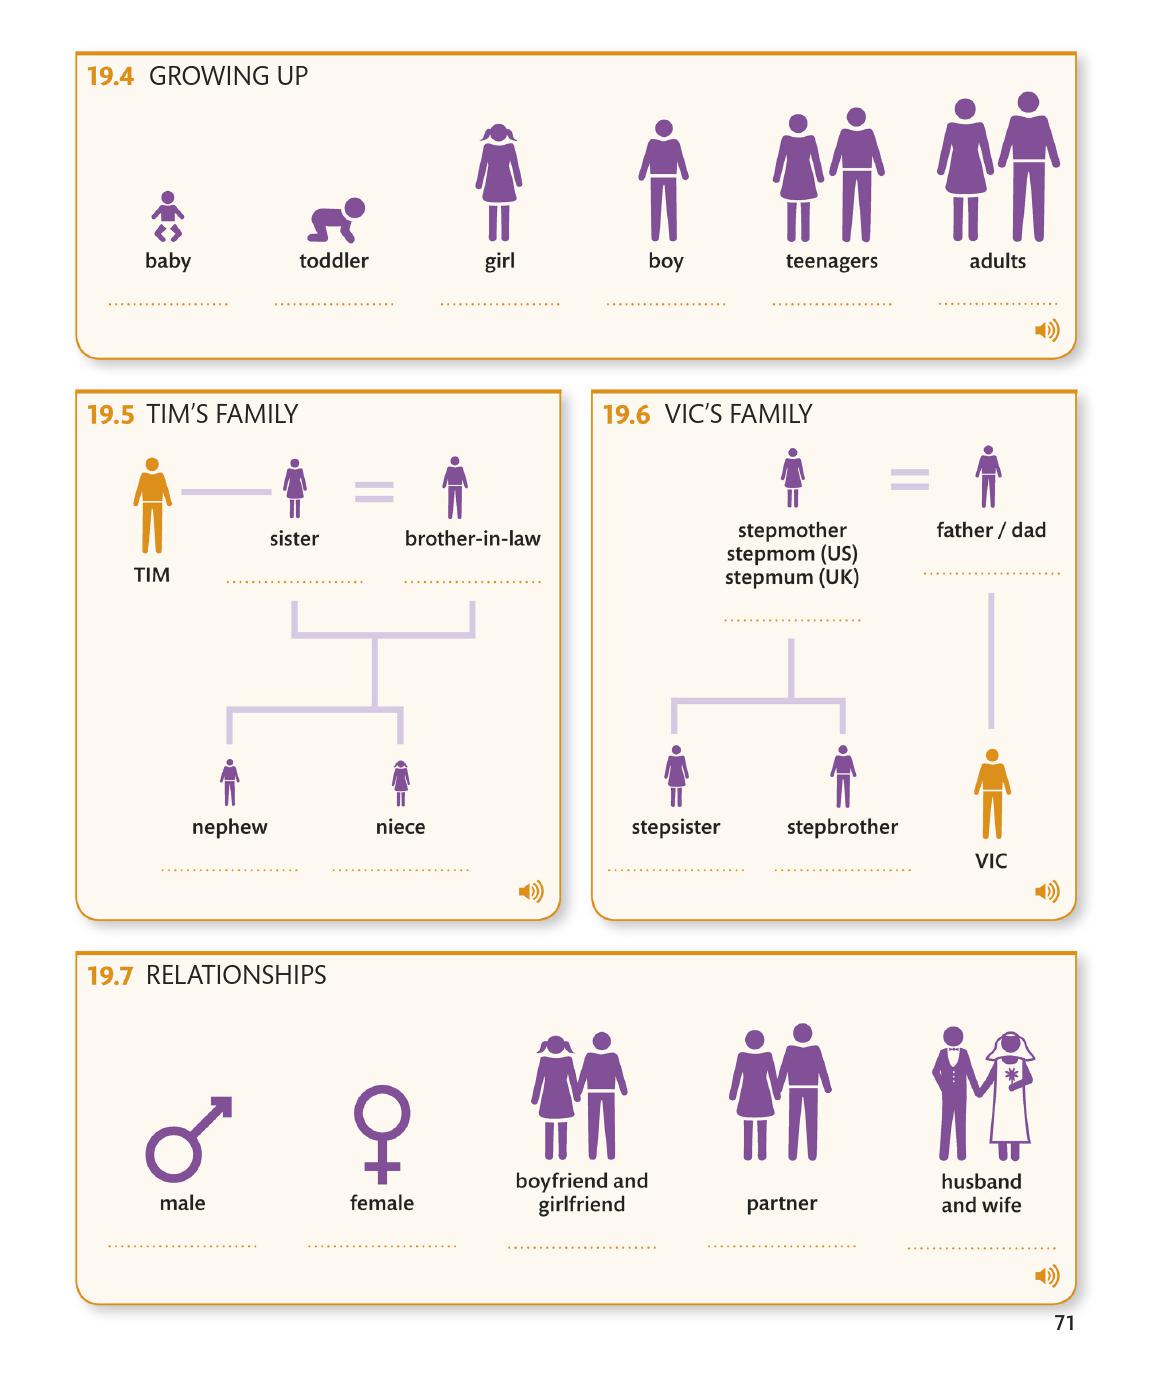 19.4 GROWING UP
baby
toddler
girl
boy
teenagers
adults
19.5 TIM'S FAMILY
TIM
sister
brother-in-law
nephew
niece
19.6 VIC'S FAMILY
stepmother
stepmom (US)
stepmum (UK)
father / dad
stepsister
stepbrother
VIC
19.7 RELATIONSHIPS
male
female
boyfriend and
girlfriend
partner
husband
and wife
71